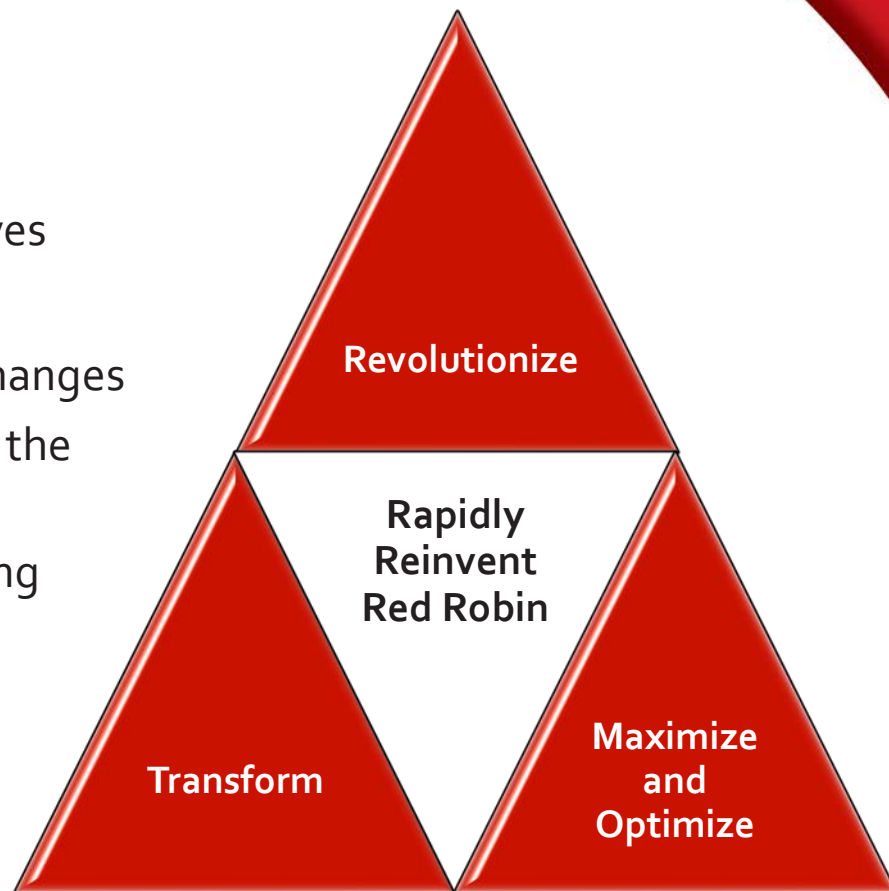 ves
hanges
the
ng
Revolutionize
Rapidly
Reinvent
Red Robin
Transform
Maximize
and
Optimize